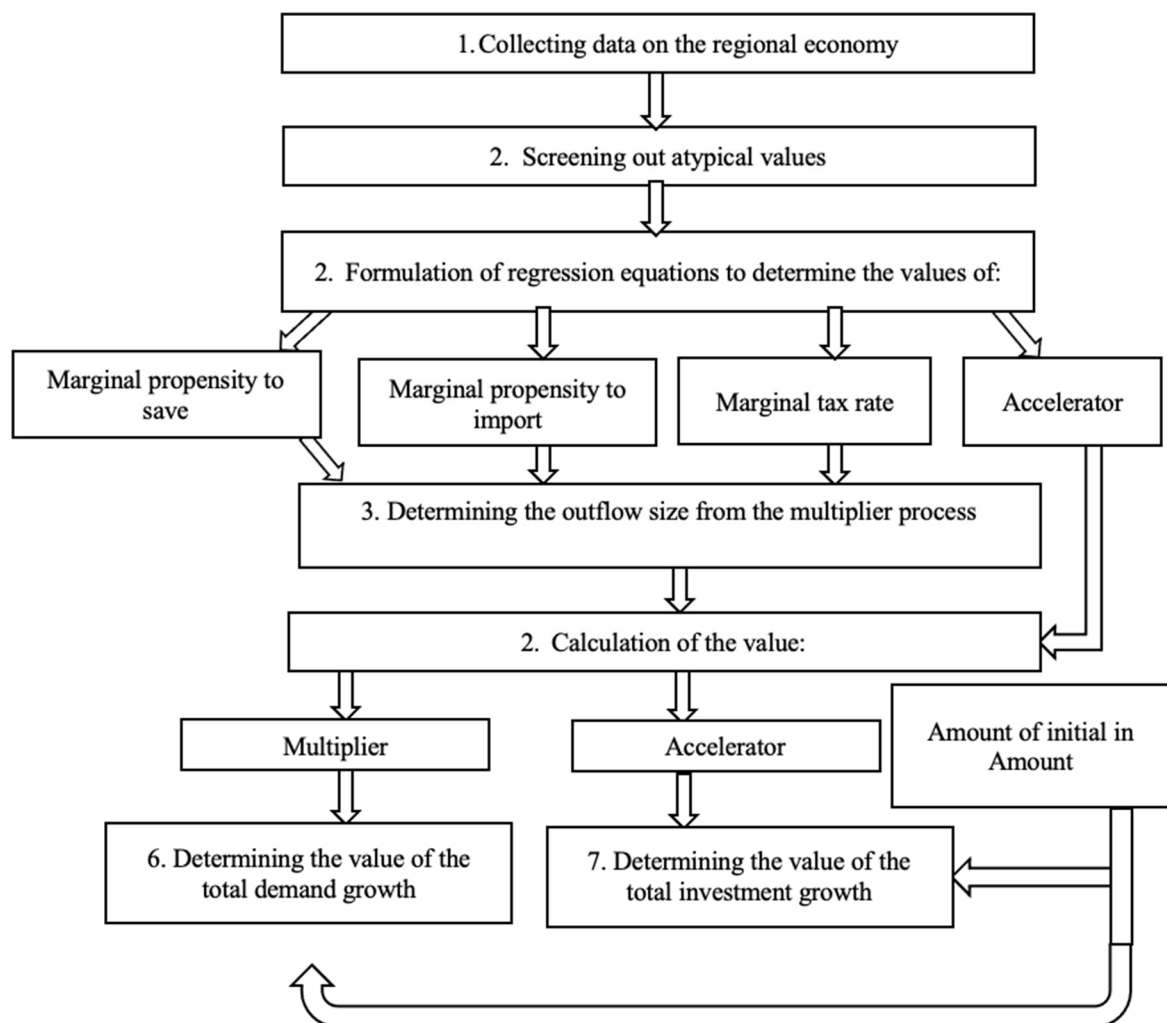 1. Collecting data on the regional economy
2. Screening out atypical values
2. Formulation of regression equations to determine the values of:
Marginal propensity to
save
Marginal propensity to
import
Marginal tax rate
Accelerator
3. Determining the outflow size from the multiplier process
2. Calculation of the value:
Multiplier
Accelerator
Amount of initial in
Amount
6. Determining the value of the
total demand growth
7. Determining the value of the
total investment growth